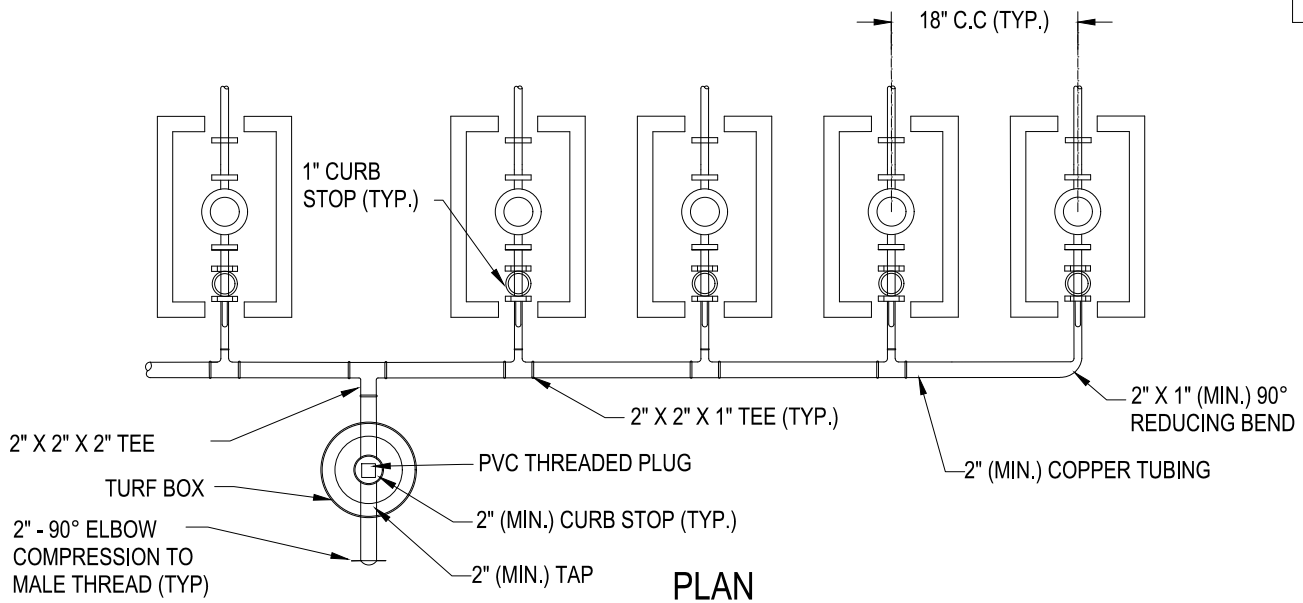 18" C.C (TYP.)
1" CURB
STOP (TYP.)
2" X 1" (MIN.) 90°
REDUCING BEND
2" X 2" X 1" TEE (TYP.)
2" X 2" X 2" TEE
PVC THREADED PLUG
2" (MIN.) COPPER TUBING
TURF BOX
2" (MIN.) CURB STOP (TYP.)
2" - 90° ELBOW
COMPRESSION TO
MALE THREAD (TYP)
2" (MIN.) TAP
PLAN